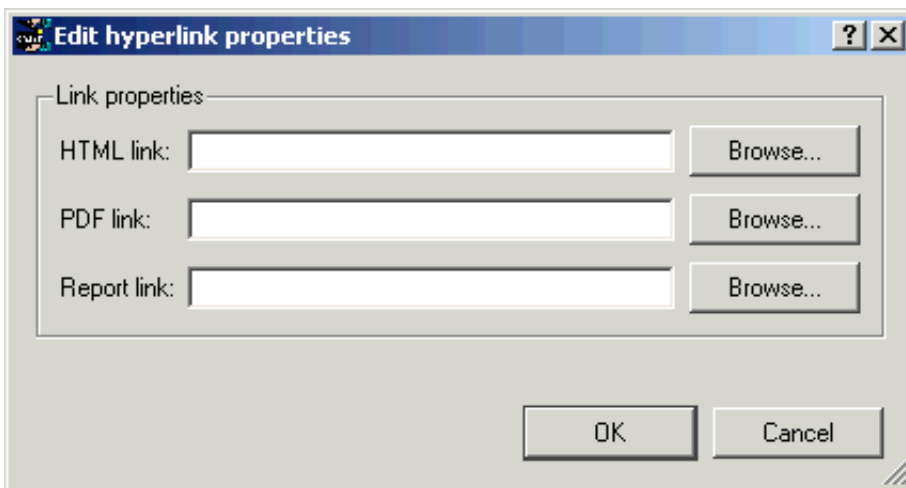 Edit hyperlink properties
Link properties
HTML link: Browse...
PDF link: Browse...
Report link: Browse...
OK Cancel